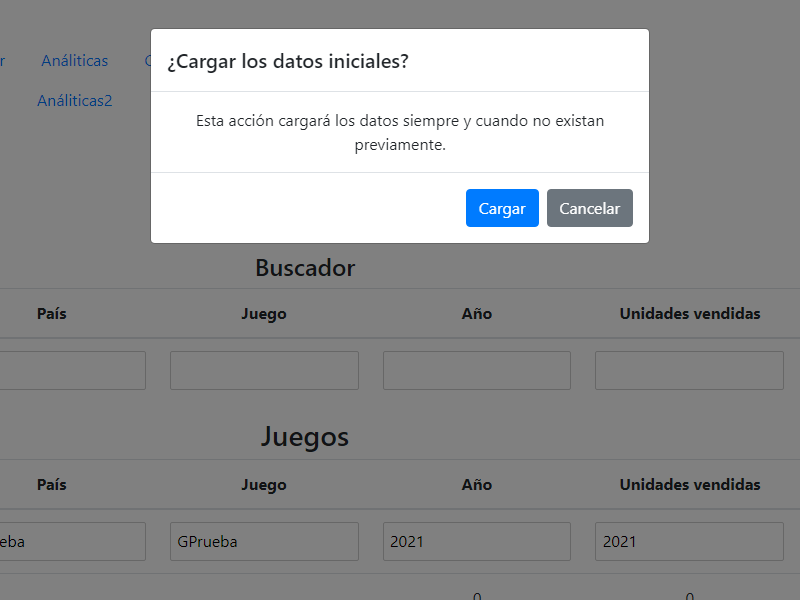 ¿Cargar los datos iniciales?
r Análiticas
Análiticas2
Esta acción cargará los datos siempre y cuando no existan
previamente.
Cargar Cancelar
Buscador
País Juego Año Unidades vendidas
Juegos
País Juego Año Unidades vendidas
eba GPrueba 2021 2021
0 0